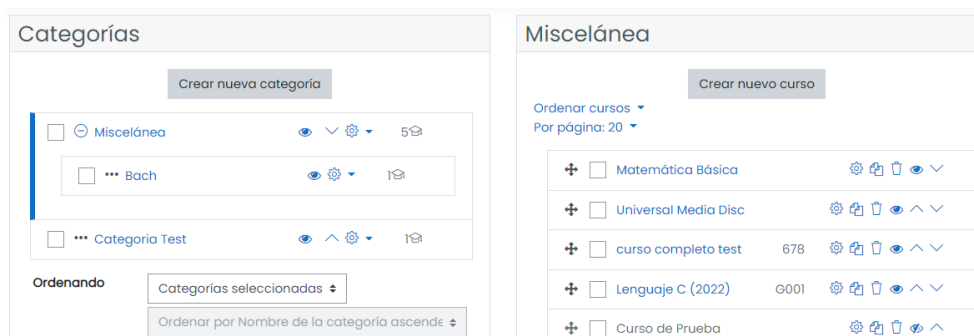 Categorías
Crear nueva categoría
Miscelánea 5
Bach 1
Categoria Test 1
Ordenando Categorías seleccionadas
Ordenar por Nombre de la categoría ascende
Miscelánea
Crear nuevo curso
Ordenar cursos
Por página: 20
Matemática Básica
Universal Media Disc
curso completo test 678
Lenguaje C (2022) G001
Curso de Prueba